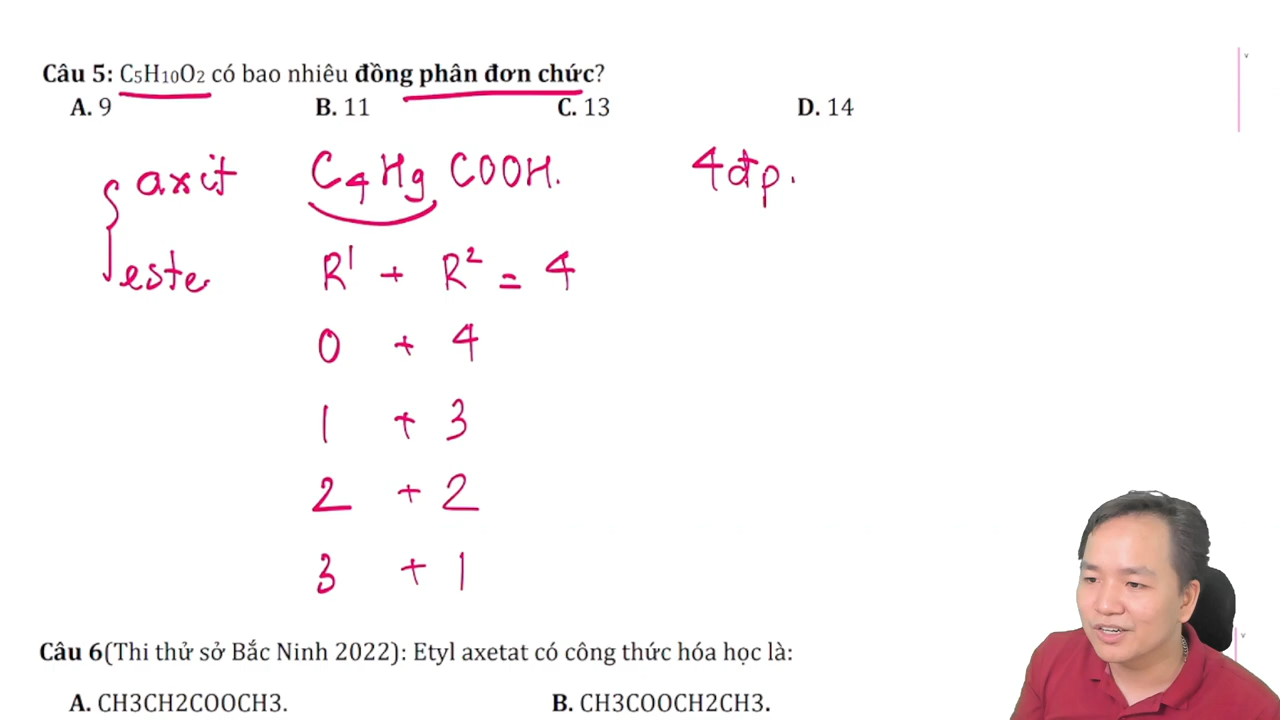 Câu 5: C5H10O2 có bao nhiêu đồng phân đơn chức?
A. 9 B. 11 C. 13 D. 14
axit C4H9 COOH. 4đp.
este R1 + R2 = 4
0 + 4
1 + 3
2 + 2
3 + 1
Câu 6(Thi thử sở Bắc Ninh 2022): Etyl axetat có công thức hóa học là:
A. CH3CH2COOCH3. B. CH3COOCH2CH3.